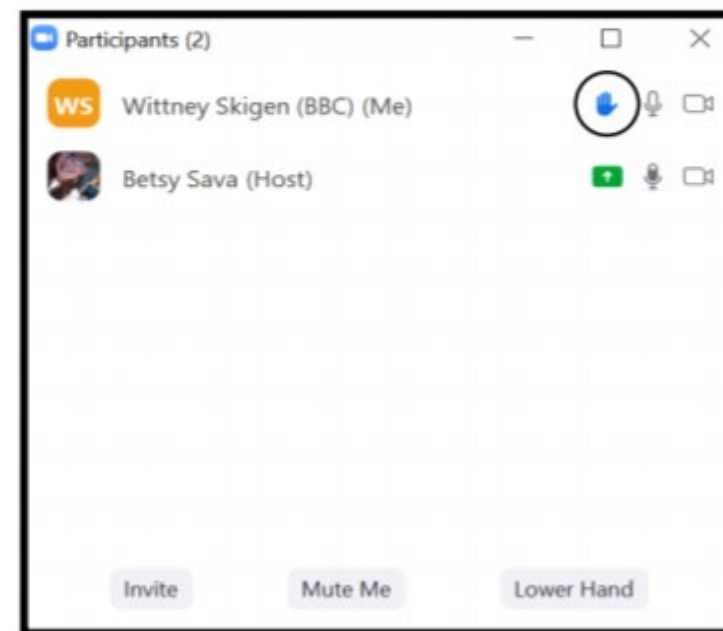 Participants (2)
WS Wittney Skigen (BBC) (Me)
Betsy Sava (Host)
Invite Mute Me Lower Hand